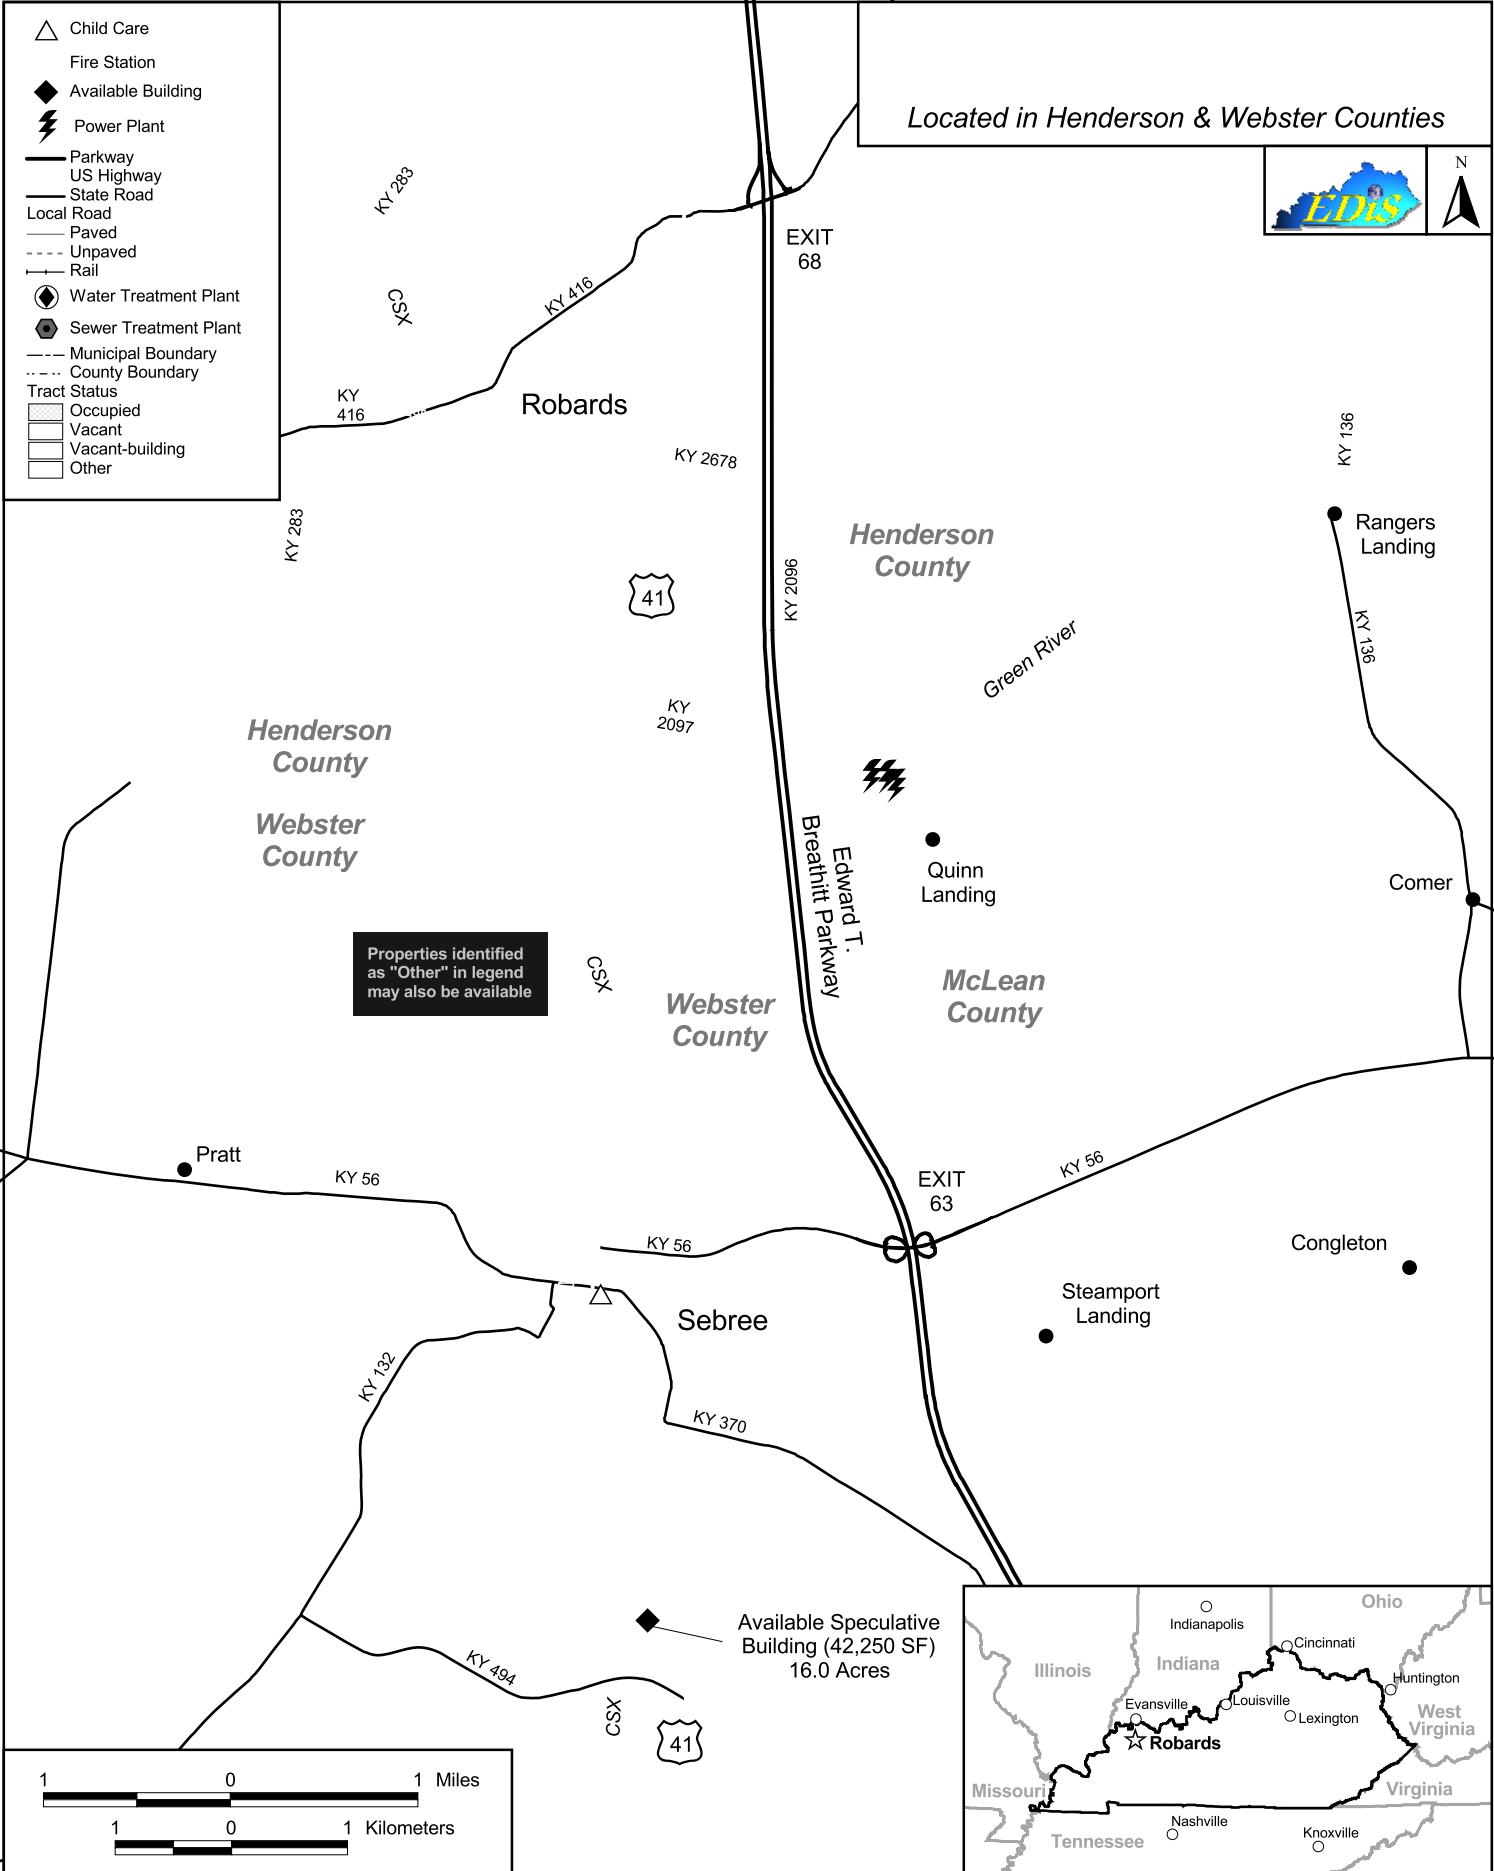 Child Care
Fire Station
Available Building
Power Plant
Parkway
US Highway
State Road
Local Road
Paved
Unpaved
Rail
Water Treatment Plant
Sewer Treatment Plant
Municipal Boundary
County Boundary
Tract Status
Occupied
Vacant
Vacant-building
Other
Located in Henderson & Webster Counties
EDIS
N
KY 283
CSX
KY 416
EXIT
68
KY
416
Robards
KY 2678
KY 136
KY 283
Rangers
Landing
Henderson
County
41
KY 2096
KY 136
Green River
KY
2097
Henderson
County
Webster
County
Edward T.
Breathitt Parkway
Quinn
Landing
Comer
Properties identified
as "Other" in legend
may also be available
CSX
Webster
County
McLean
County
Pratt
KY 56
EXIT
63
KY 56
KY 56
Congleton
Steamport
Landing
Sebree
KY 132
KY 370
Available Speculative
Building (42,250 SF)
16.0 Acres
KY 494
CSX
41
1 0 1 Miles
1 0 1 Kilometers
Indianapolis
Ohio
Cincinnati
Illinois
Indiana
Huntington
Evansville
Louisville
Lexington
West
Virginia
Robards
Missouri
Virginia
Nashville
Tennessee
Knoxville